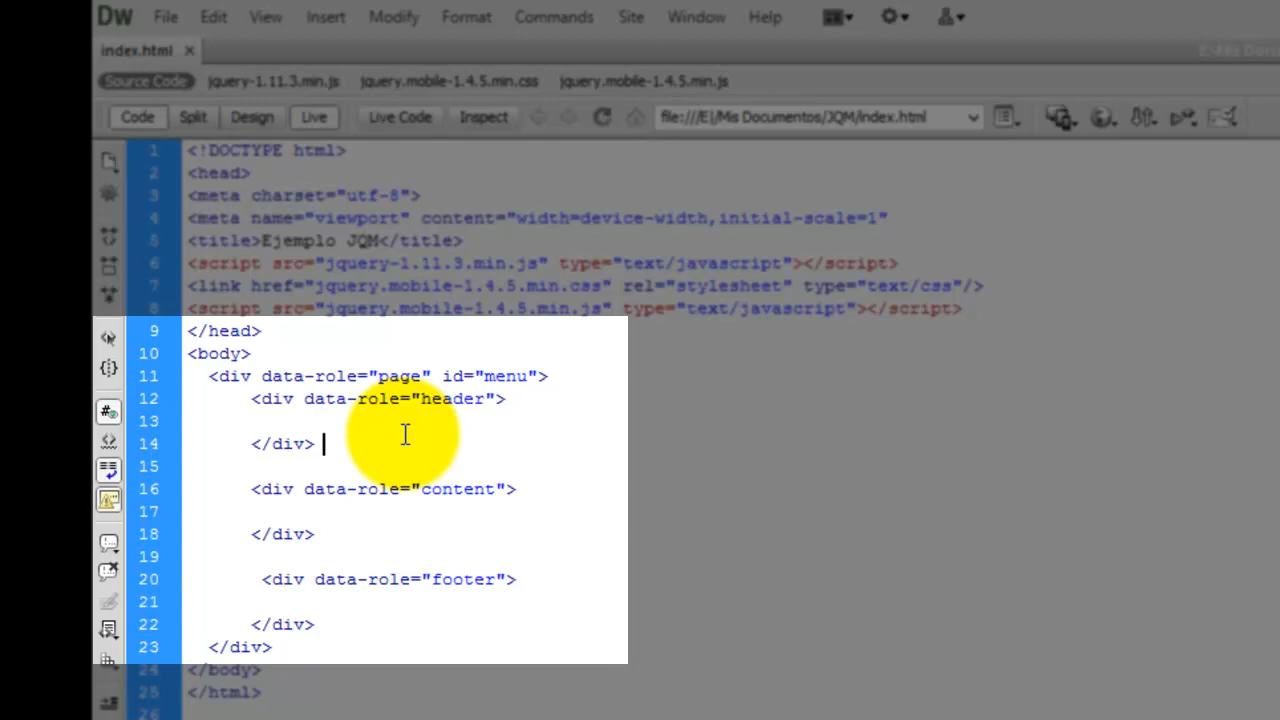 Dw File Edit View Insert Modify Format Commands Site Window Help
index.html ×
Source Code jquery-1.11.3.min.js jquery.mobile-1.4.5.min.css jquery.mobile-1.4.5.min.js
Code Split Design Live Live Code Inspect file:///E|/Mis Documentos/JQM/index.html
1 <!DOCTYPE html>
2 <head>
3 <meta charset="utf-8">
4 <meta name="viewport" content="width=device-width,initial-scale=1"
5 <title>Ejemplo JQM</title>
6 <script src="jquery-1.11.3.min.js" type="text/javascript"></script>
7 <link href="jquery.mobile-1.4.5.min.css" rel="stylesheet" type="text/css"/>
8 <script src="jquery.mobile-1.4.5.min.js" type="text/javascript"></script>
9 </head>
10 <body>
11 <div data-role="page" id="menu">
12 <div data-role="header">
13
14 </div>
15
16 <div data-role="content">
17
18 </div>
19
20 <div data-role="footer">
21
22 </div>
23 </div>
24 </body>
25 </html>
26